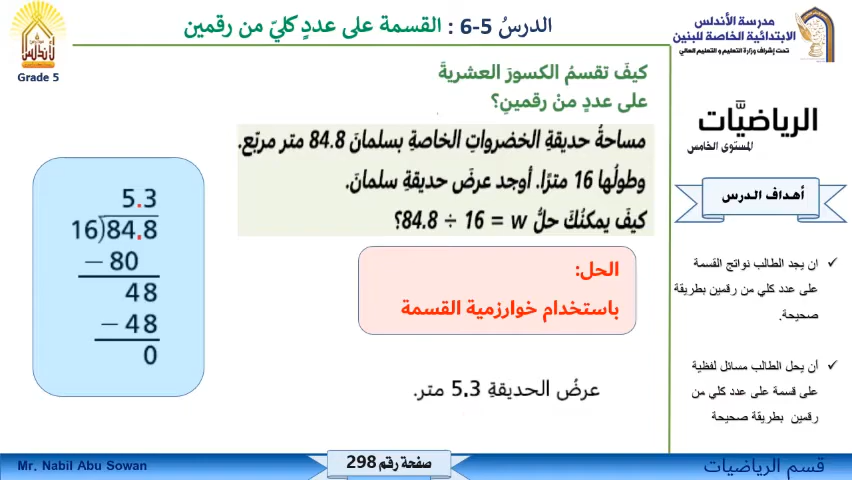 مدرسة الأندلس
الابتدائية الخاصة للبنين
تحت إشراف وزارة التعليم و التعليم العالي
الدرسُ 5-6 : القسمة على عددٍ كليّ من رقمين
Grade 5
الرياضيَّات
المستوى الخامس
أهداف الدرس
ان يجد الطالب نواتج القسمة
على عدد كلي من رقمين بطريقة
صحيحة.
أن يحل الطالب مسائل لفظية
على قسمة على عدد كلي من
رقمين بطريقة صحيحة
كيفَ تقسمُ الكسورَ العشريةَ
على عددٍ منْ رقمينِ؟
مساحةُ حديقةِ الخضرواتِ الخاصةِ بسلمانَ 84.8 متر مربّع.
وطولُها 16 مترًا. أوجد عرضَ حديقةِ سلمانَ.
كيفَ يمكنُكَ حلُّ 84.8 ÷ 16 = w؟
الحل:
باستخدام خوارزمية القسمة
5.3
16)84.8
− 80
48
− 48
0
عرضُ الحديقةِ 5.3 متر.
Mr. Nabil Abu Sowan
صفحة رقم 298
قسم الرياضيات